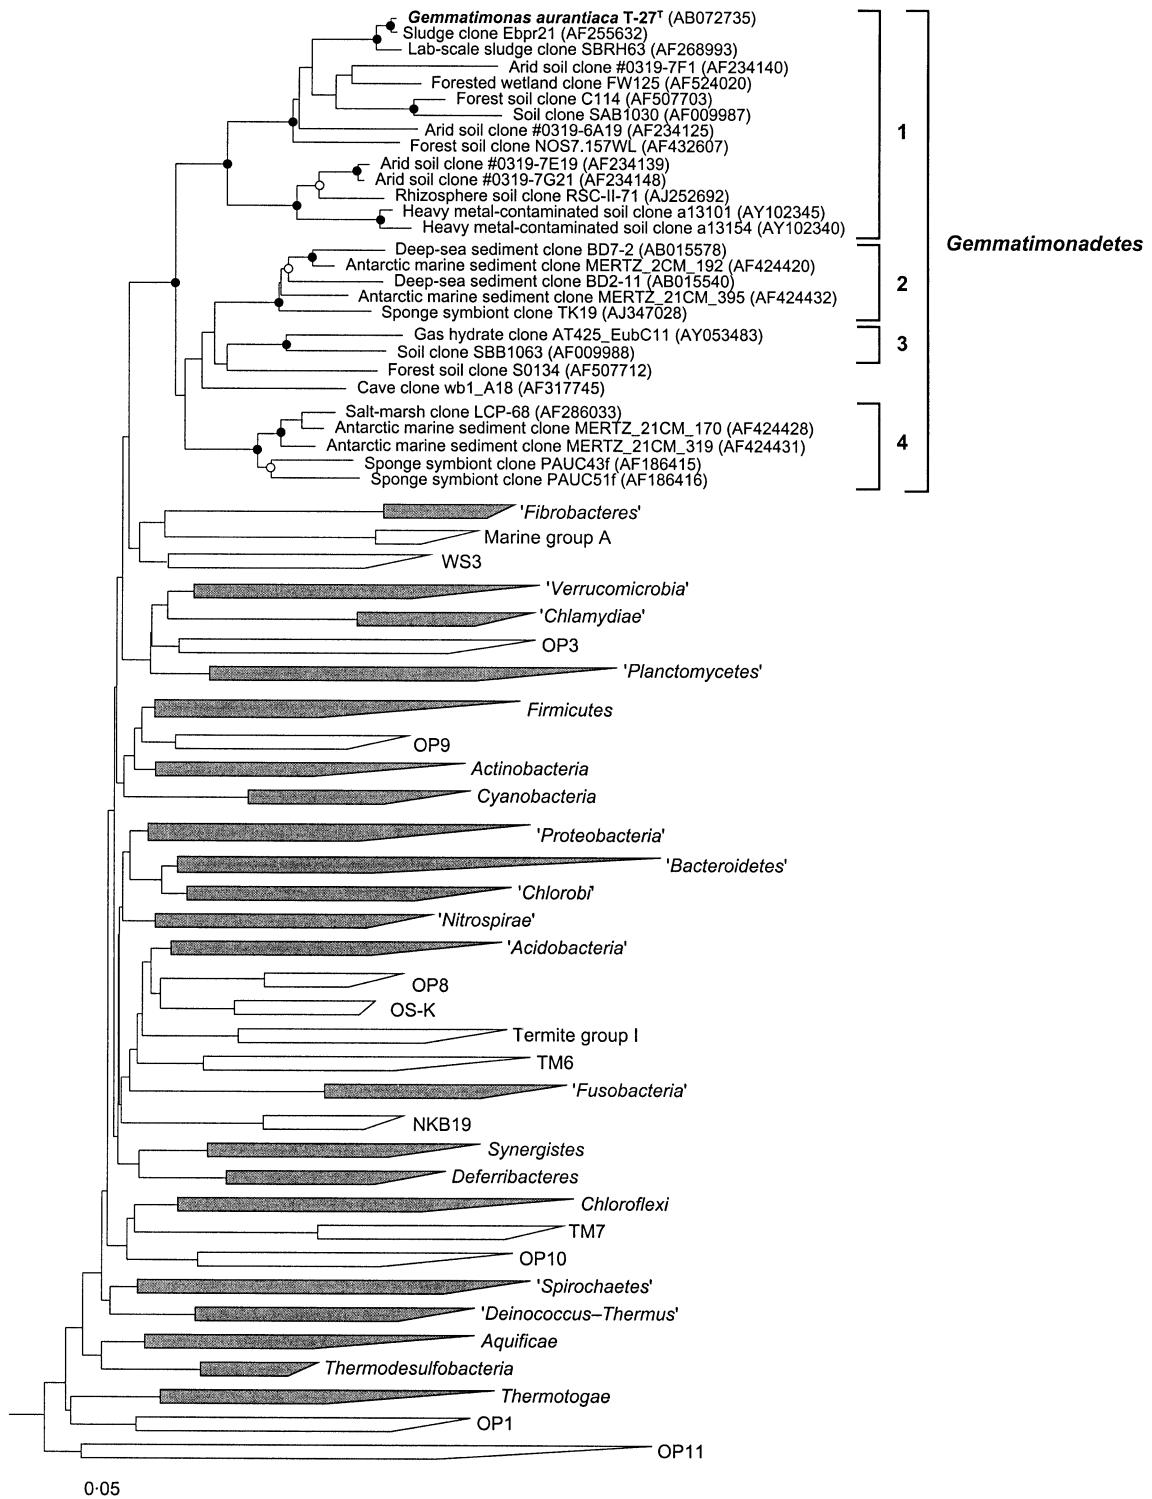 Gemmatimonas aurantiaca T-27ᵀ (AB072735)
Sludge clone Ebpr21 (AF255632)
Lab-scale sludge clone SBRH63 (AF268993)
Arid soil clone #0319-7F1 (AF234140)
Forested wetland clone FW125 (AF524020)
Forest soil clone C114 (AF507703)
Soil clone SAB1030 (AF009987)
Arid soil clone #0319-6A19 (AF234125)
1
Forest soil clone NOS7.157WL (AF432607)
Arid soil clone #0319-7E19 (AF234139)
Arid soil clone #0319-7G21 (AF234148)
Rhizosphere soil clone RSC-II-71 (AJ252692)
Heavy metal-contaminated soil clone a13101 (AY102345)
Heavy metal-contaminated soil clone a13154 (AY102340)
Gemmatimonadetes
Deep-sea sediment clone BD7-2 (AB015578)
Antarctic marine sediment clone MERTZ_2CM_192 (AF424420)
Deep-sea sediment clone BD2-11 (AB015540)
2
Antarctic marine sediment clone MERTZ_21CM_395 (AF424432)
Sponge symbiont clone TK19 (AJ347028)
Gas hydrate clone AT425_EubC11 (AY053483)
3
Soil clone SBB1063 (AF009988)
Forest soil clone S0134 (AF507712)
Cave clone wb1_A18 (AF317745)
Salt-marsh clone LCP-68 (AF286033)
Antarctic marine sediment clone MERTZ_21CM_170 (AF424428)
4
Antarctic marine sediment clone MERTZ_21CM_319 (AF424431)
Sponge symbiont clone PAUC43f (AF186415)
Sponge symbiont clone PAUC51f (AF186416)
'Fibrobacteres'
Marine group A
WS3
'Verrucomicrobia'
'Chlamydiae'
OP3
'Planctomycetes'
Firmicutes
OP9
Actinobacteria
Cyanobacteria
'Proteobacteria'
'Bacteroidetes'
'Chlorobi'
'Nitrospirae'
'Acidobacteria'
OP8
OS-K
Termite group I
TM6
'Fusobacteria'
NKB19
Synergistes
Deferribacteres
Chloroflexi
TM7
OP10
'Spirochaetes'
'Deinococcus–Thermus'
Aquificae
Thermodesulfobacteria
Thermotogae
OP1
OP11
0·05